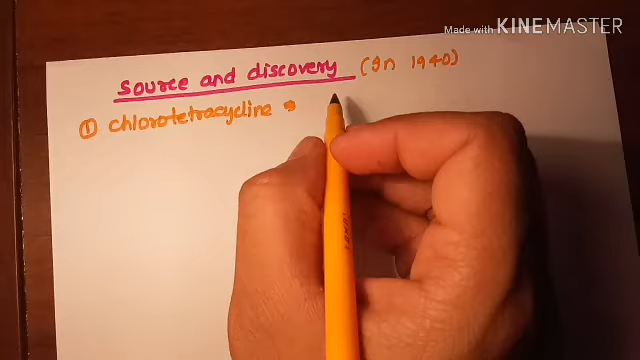 Made with KINEMASTER
Source and discovery (In 1940)
① chlorotetracycline